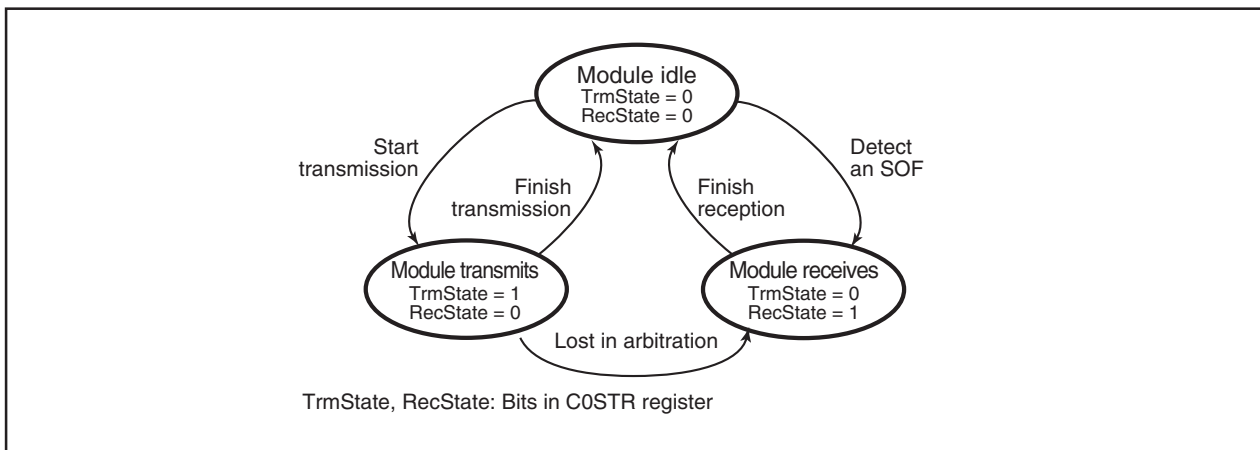 Module idle
TrmState = 0
RecState = 0
Start
transmission
Finish
transmission
Finish
reception
Detect
an SOF
Module transmits
TrmState = 1
RecState = 0
Module receives
TrmState = 0
RecState = 1
Lost in arbitration
TrmState, RecState: Bits in C0STR register